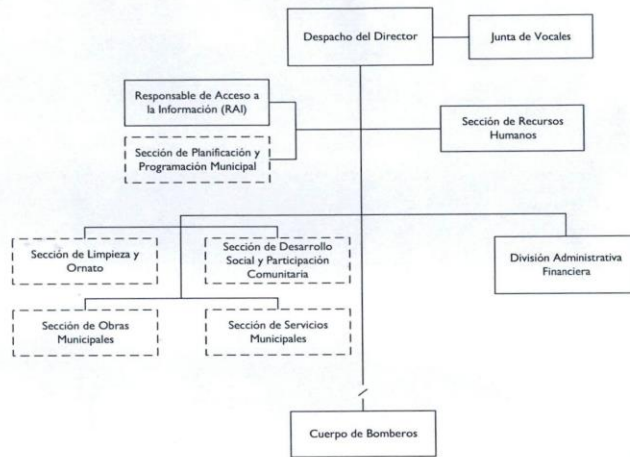 Despacho del Director
Junta de Vocales
Responsable de Acceso a
la Información (RAI)
Sección de Recursos
Humanos
Sección de Planificación y
Programación Municipal
Sección de Limpieza y
Ornato
Sección de Desarrollo
Social y Participación
Comunitaria
División Administrativa
Financiera
Sección de Obras
Municipales
Sección de Servicios
Municipales
Cuerpo de Bomberos